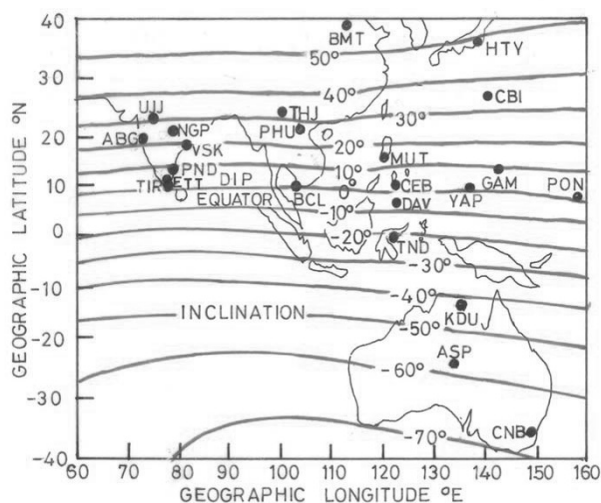 40
30
20
10
0
-10
-20
-30
-40
GEOGRAPHIC LATITUDE °N
60 70 80 90 100 110 120 130 140 150 160
GEOGRAPHIC LONGITUDE °E
BMT
HTY
50°
40°
CBI
UJJ
THJ
30°
ABG
NGP
PHU
VSK
20°
MUT
PND
10°
TIR
ETT
DIP
EQUATOR
BCL
0°
CEB
GAM
PON
YAP
DAV
-10°
-20°
TND
-30°
-40°
INCLINATION
KDU
-50°
ASP
-60°
CNB
-70°